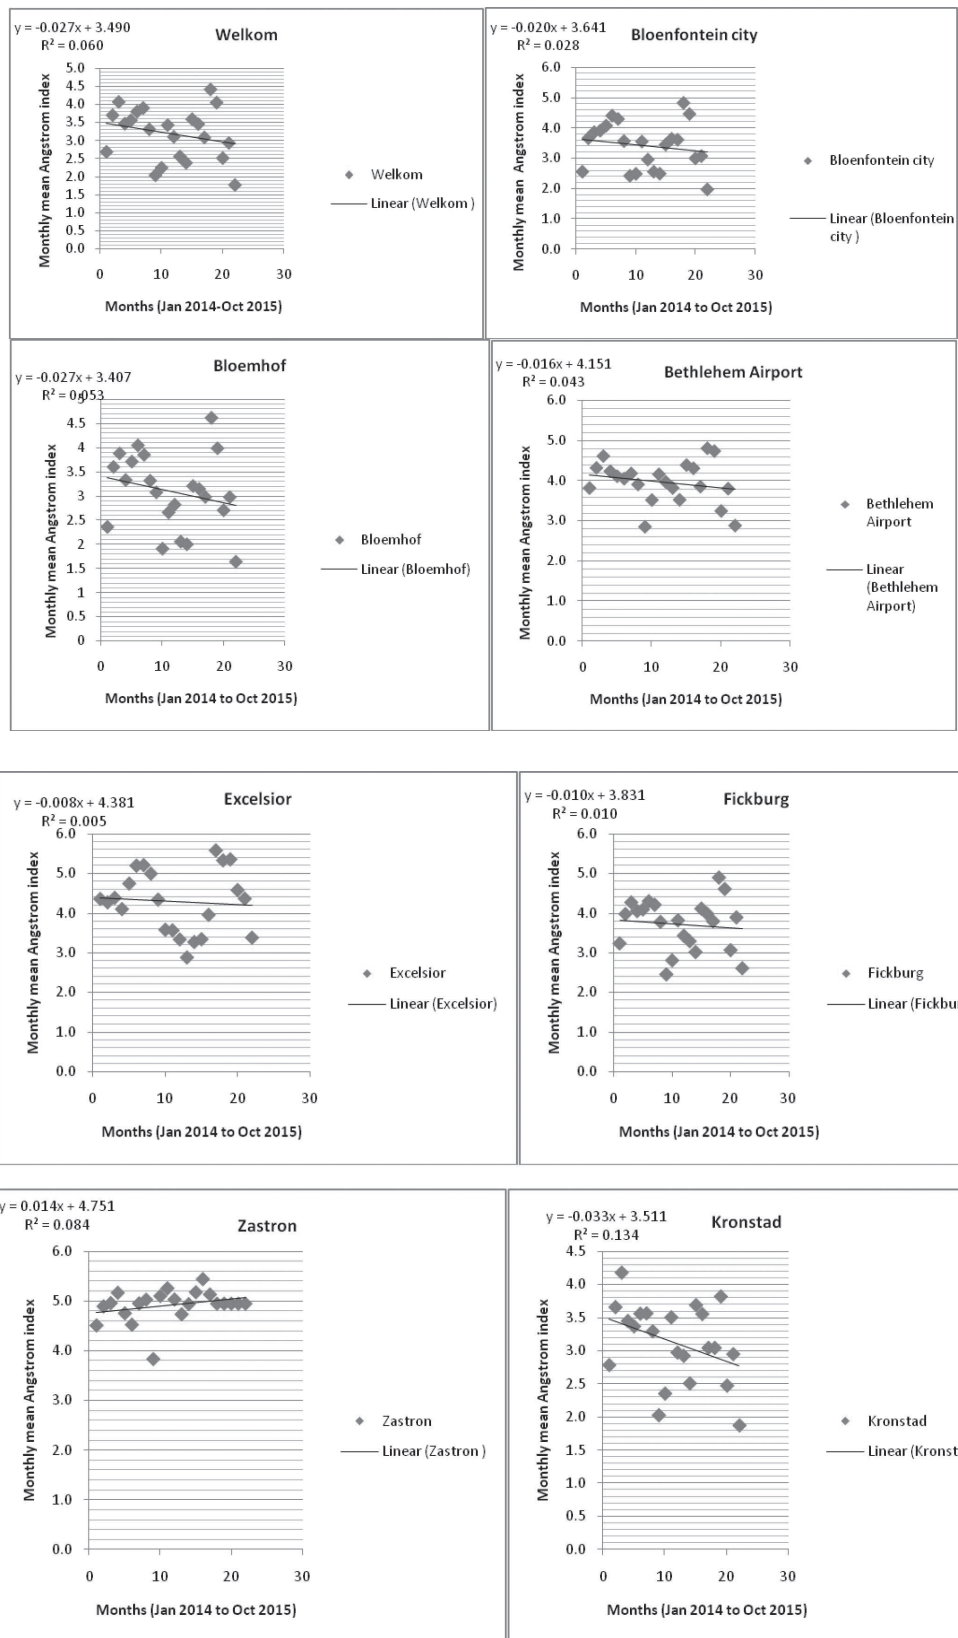 y = -0.027x + 3.490
R² = 0.060
Welkom
Monthly mean Angstrom index
5.0
4.5
4.0
3.5
3.0
2.5
2.0
1.5
1.0
0.5
0.0
0 10 20 30
Months (Jan 2014-Oct 2015)
Welkom
Linear (Welkom )
y = -0.020x + 3.641
R² = 0.028
Bloenfontein city
Monthly mean Angstrom index
6.0
5.0
4.0
3.0
2.0
1.0
0.0
0 10 20 30
Months (Jan 2014 to Oct 2015)
Bloenfontein city
Linear (Bloenfontein
city )
y = -0.027x + 3.407
R² = 0.053
Bloemhof
Monthly mean Angstrom index
5
4.5
4
3.5
3
2.5
2
1.5
1
0.5
0
0 10 20 30
Months (Jan 2014 to Oct 2015)
Bloemhof
Linear (Bloemhof)
y = -0.016x + 4.151
R² = 0.043
Bethlehem Airport
Monthly mean Angstrom index
6.0
5.0
4.0
3.0
2.0
1.0
0.0
0 10 20 30
Months (Jan 2014 to Oct 2015)
Bethlehem
Airport
Linear
(Bethlehem
Airport)
y = -0.008x + 4.381
R² = 0.005
Excelsior
Monthly mean Angstrom index
6.0
5.0
4.0
3.0
2.0
1.0
0.0
0 10 20 30
Months (Jan 2014 to Oct 2015)
Excelsior
Linear (Excelsior)
y = -0.010x + 3.831
R² = 0.010
Fickburg
Monthly mean Angstrom index
6.0
5.0
4.0
3.0
2.0
1.0
0.0
0 10 20 30
Months (Jan 2014 to Oct 2015)
Fickburg
Linear (Fickbur
y = 0.014x + 4.751
R² = 0.084
Zastron
Monthly mean Angstrom index
6.0
5.0
4.0
3.0
2.0
1.0
0.0
0 10 20 30
Months (Jan 2014 to Oct 2015)
Zastron
Linear (Zastron )
y = -0.033x + 3.511
R² = 0.134
Kronstad
Monthly mean Angstrom index
4.5
4.0
3.5
3.0
2.5
2.0
1.5
1.0
0.5
0.0
0 10 20 30
Months (Jan 2014 to Oct 2015)
Kronstad
Linear (Kronst